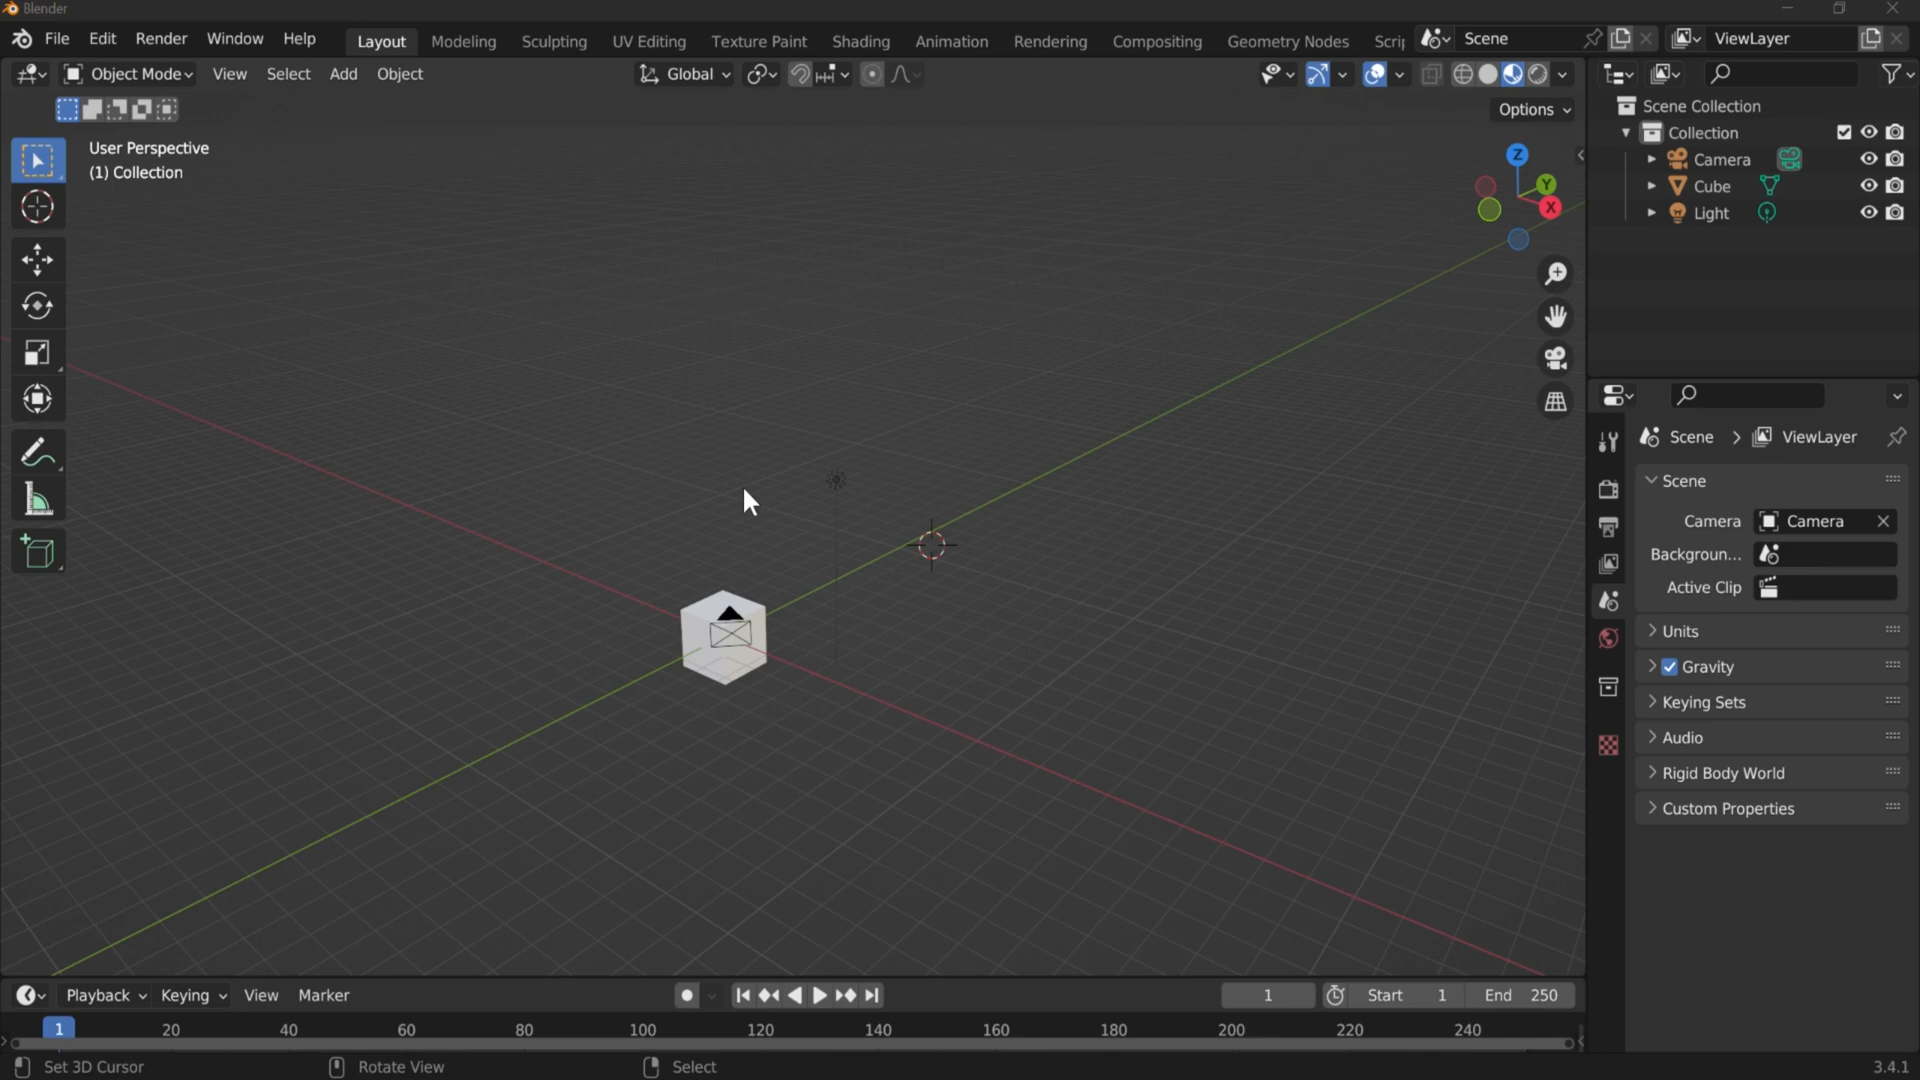 Blender
File Edit Render Window Help Layout Modeling Sculpting UV Editing Texture Paint Shading Animation Rendering Compositing Geometry Nodes Scrip Scene ViewLayer
Object Mode View Select Add Object Global
Options
User Perspective
(1) Collection
Z
Y
X
Scene Collection
Collection
Camera
Cube
Light
Scene > ViewLayer
Scene
Camera Camera
Backgroun...
Active Clip
Units
Gravity
Keying Sets
Audio
Rigid Body World
Custom Properties
Playback Keying View Marker 1 Start 1 End 250
1 20 40 60 80 100 120 140 160 180 200 220 240
Set 3D Cursor Rotate View Select 3.4.1